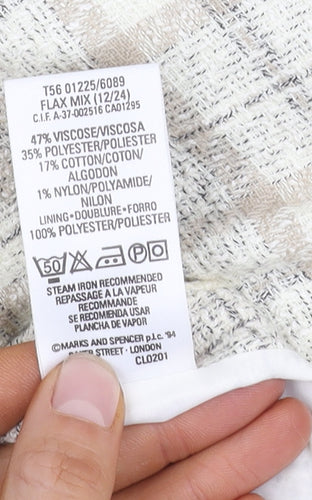 T56 01225/6089
FLAX MIX (12/24)
C.I.F. A-37-002516 CA01295
47% VISCOSE/VISCOSA
35% POLYESTER/POLIESTER
17% COTTON/COTON/
ALGODON
1% NYLON/POLYAMIDE/
NILON
LINING•DOUBLURE•FORRO
100% POLYESTER/POLIESTER
50 P
STEAM IRON RECOMMENDED
REPASSAGE A LA VAPEUR
RECOMMANDE
SE RECOMIENDA USAR
PLANCHA DE VAPOR
©MARKS AND SPENCER p.l.c. '94
STREET · LONDON
CL0201